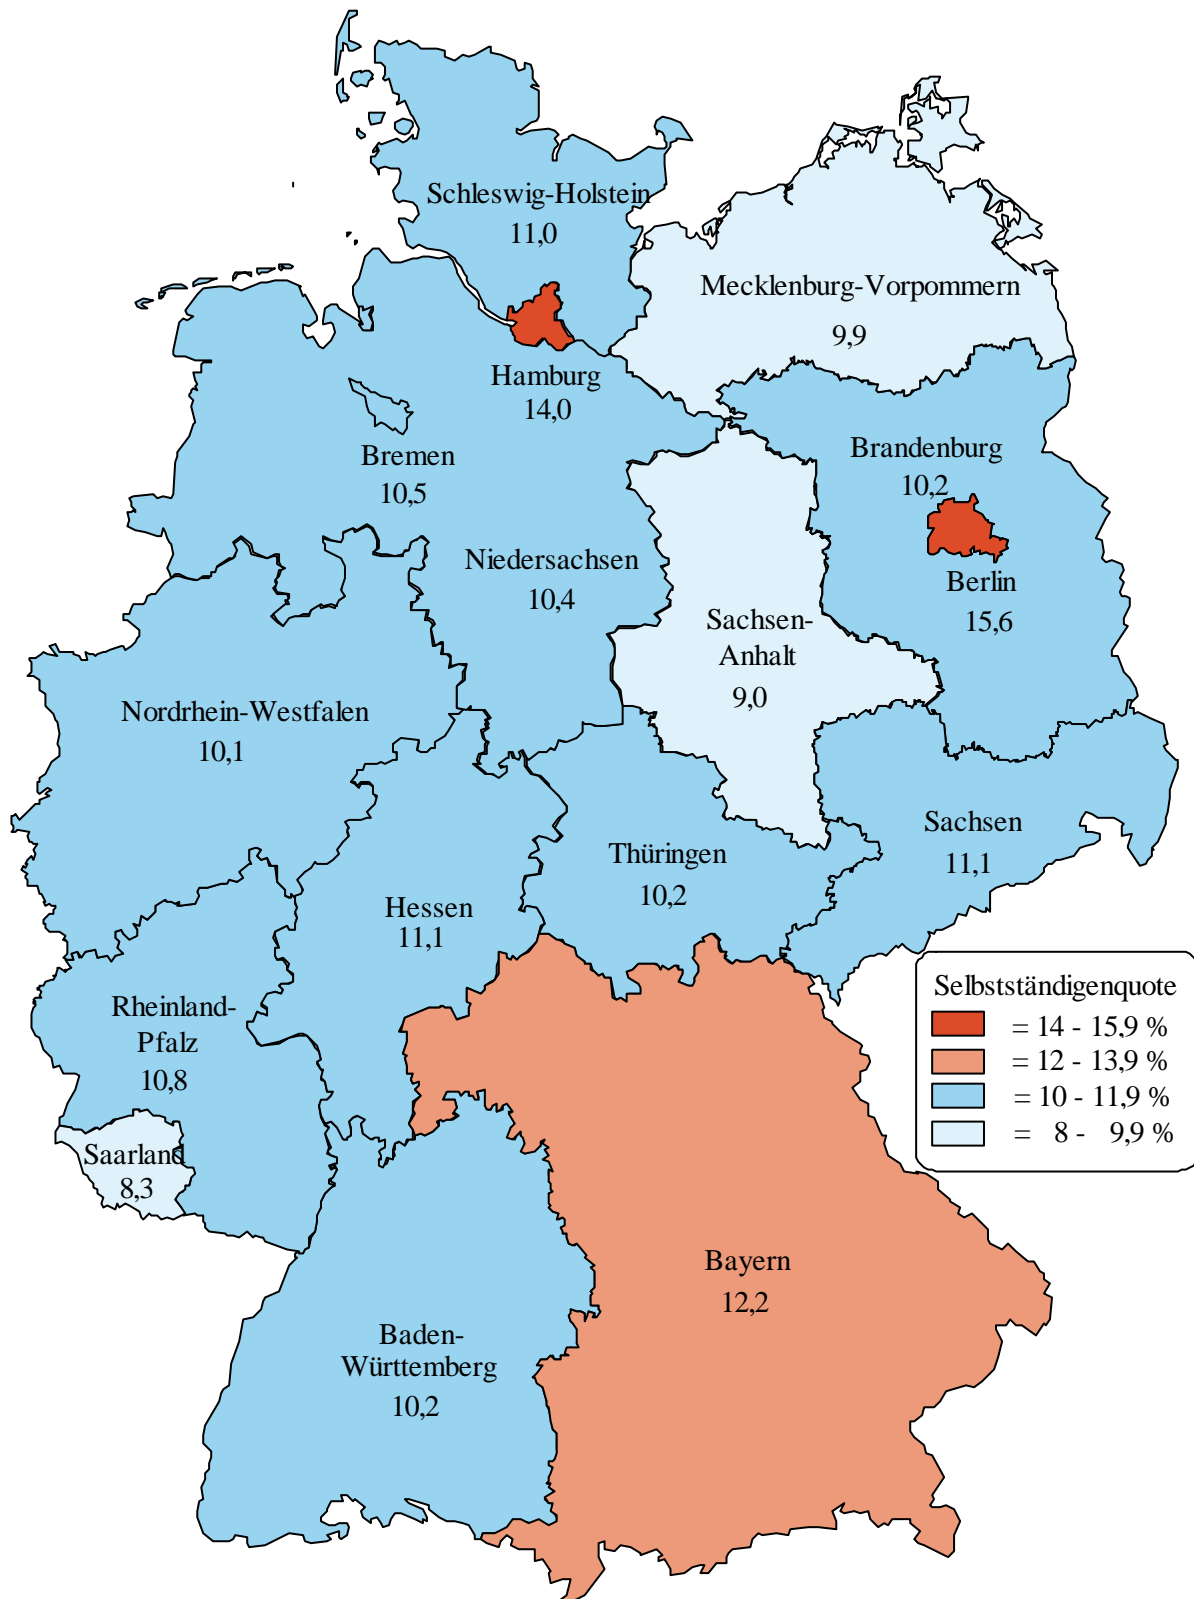 Schleswig-Holstein
11,0
Mecklenburg-Vorpommern
9,9
Hamburg
14,0
Bremen
10,5
Brandenburg
10,2
Niedersachsen
10,4
Berlin
15,6
Sachsen-
Anhalt
9,0
Nordrhein-Westfalen
10,1
Sachsen
11,1
Thüringen
10,2
Hessen
11,1
Rheinland-
Pfalz
10,8
Saarland
8,3
Selbstständigenquote
= 14 - 15,9 %
= 12 - 13,9 %
= 10 - 11,9 %
= 8 - 9,9 %
Bayern
12,2
Baden-
Württemberg
10,2